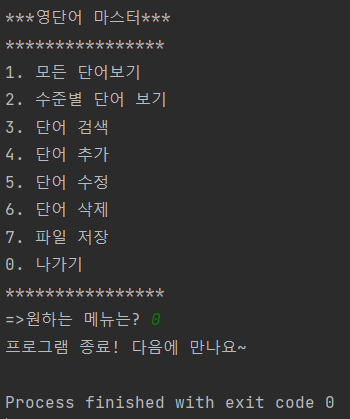 ***영단어 마스터***
****************
1. 모든 단어보기
2. 수준별 단어 보기
3. 단어 검색
4. 단어 추가
5. 단어 수정
6. 단어 삭제
7. 파일 저장
0. 나가기
****************
=>원하는 메뉴는? 0
프로그램 종료! 다음에 만나요~
Process finished with exit code 0